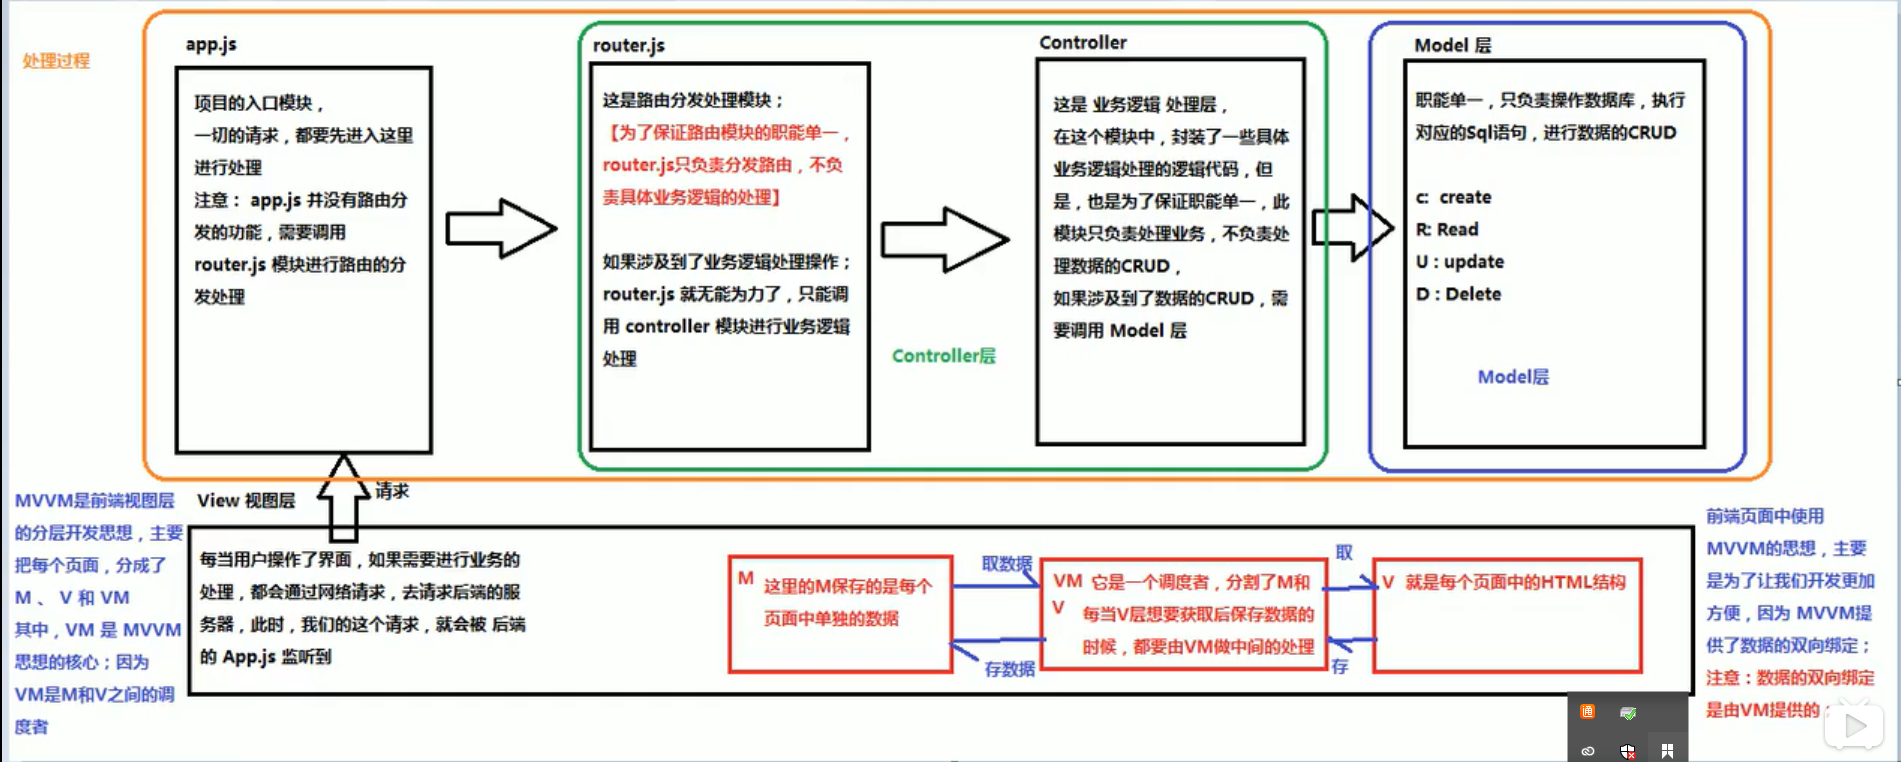 处理过程
app.js
项目的入口模块，
一切的请求，都要先进入这里
进行处理
注意： app.js 并没有路由分
发的功能，需要调用
router.js 模块进行路由的分
发处理
router.js
这是路由分发处理模块；
【为了保证路由模块的职能单一，
router.js只负责分发路由，不负
责具体业务逻辑的处理】
如果涉及到了业务逻辑处理操作；
router.js 就无能为力了，只能调
用 controller 模块进行业务逻辑
处理
Controller层
Controller
这是 业务逻辑 处理层，
在这个模块中，封装了一些具体
业务逻辑处理的逻辑代码，但
是，也是为了保证职能单一，此
模块只负责处理业务，不负责处
理数据的CRUD，
如果涉及到了数据的CRUD，需
要调用 Model 层
Model 层
职能单一，只负责操作数据库，执行
对应的Sql语句，进行数据的CRUD
c: create
R: Read
U : update
D : Delete
Model层
请求
MVVM是前端视图层
的分层开发思想，主要
把每个页面，分成了
M 、 V 和 VM
其中，VM 是 MVVM
思想的核心；因为
VM是M和V之间的调
度者
View 视图层
每当用户操作了界面，如果需要进行业务的
处理，都会通过网络请求，去请求后端的服
务器，此时，我们的这个请求，就会被 后端
的 App.js 监听到
M 这里的M保存的是每个
页面中单独的数据
取数据
存数据
VM 它是一个调度者，分割了M和
V 每当V层想要获取后保存数据的
时候，都要由VM做中间的处理
取
存
V 就是每个页面中的HTML结构
前端页面中使用
MVVM的思想，主要
是为了让我们开发更加
方便，因为 MVVM提
供了数据的双向绑定；
注意：数据的双向绑定
是由VM提供的；